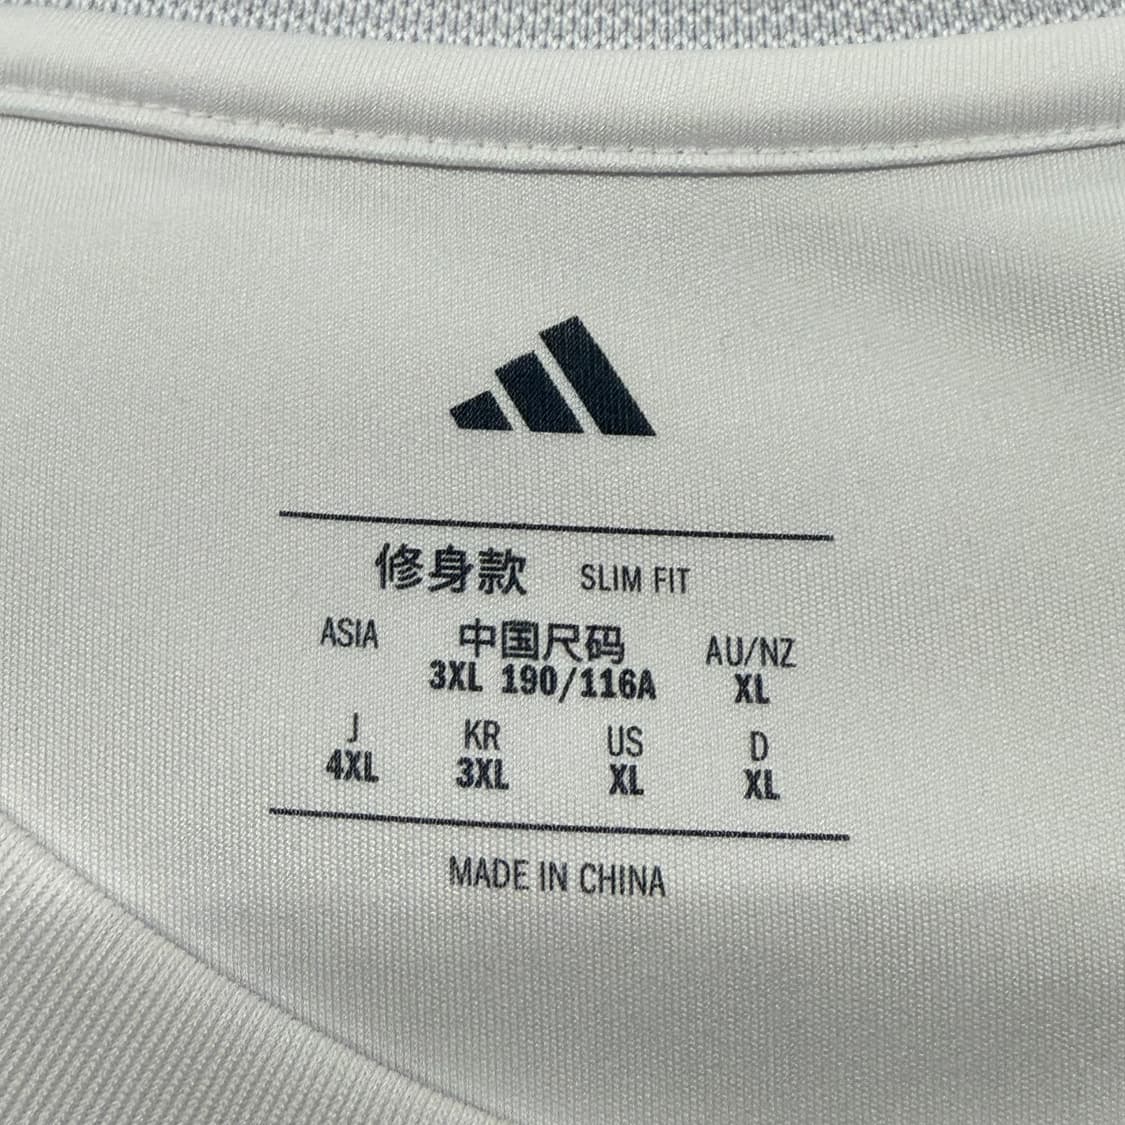 修身款 SLIM FIT
ASIA 中国尺码 AU/NZ
3XL 190/116A XL
J KR US D
4XL 3XL XL XL
MADE IN CHINA